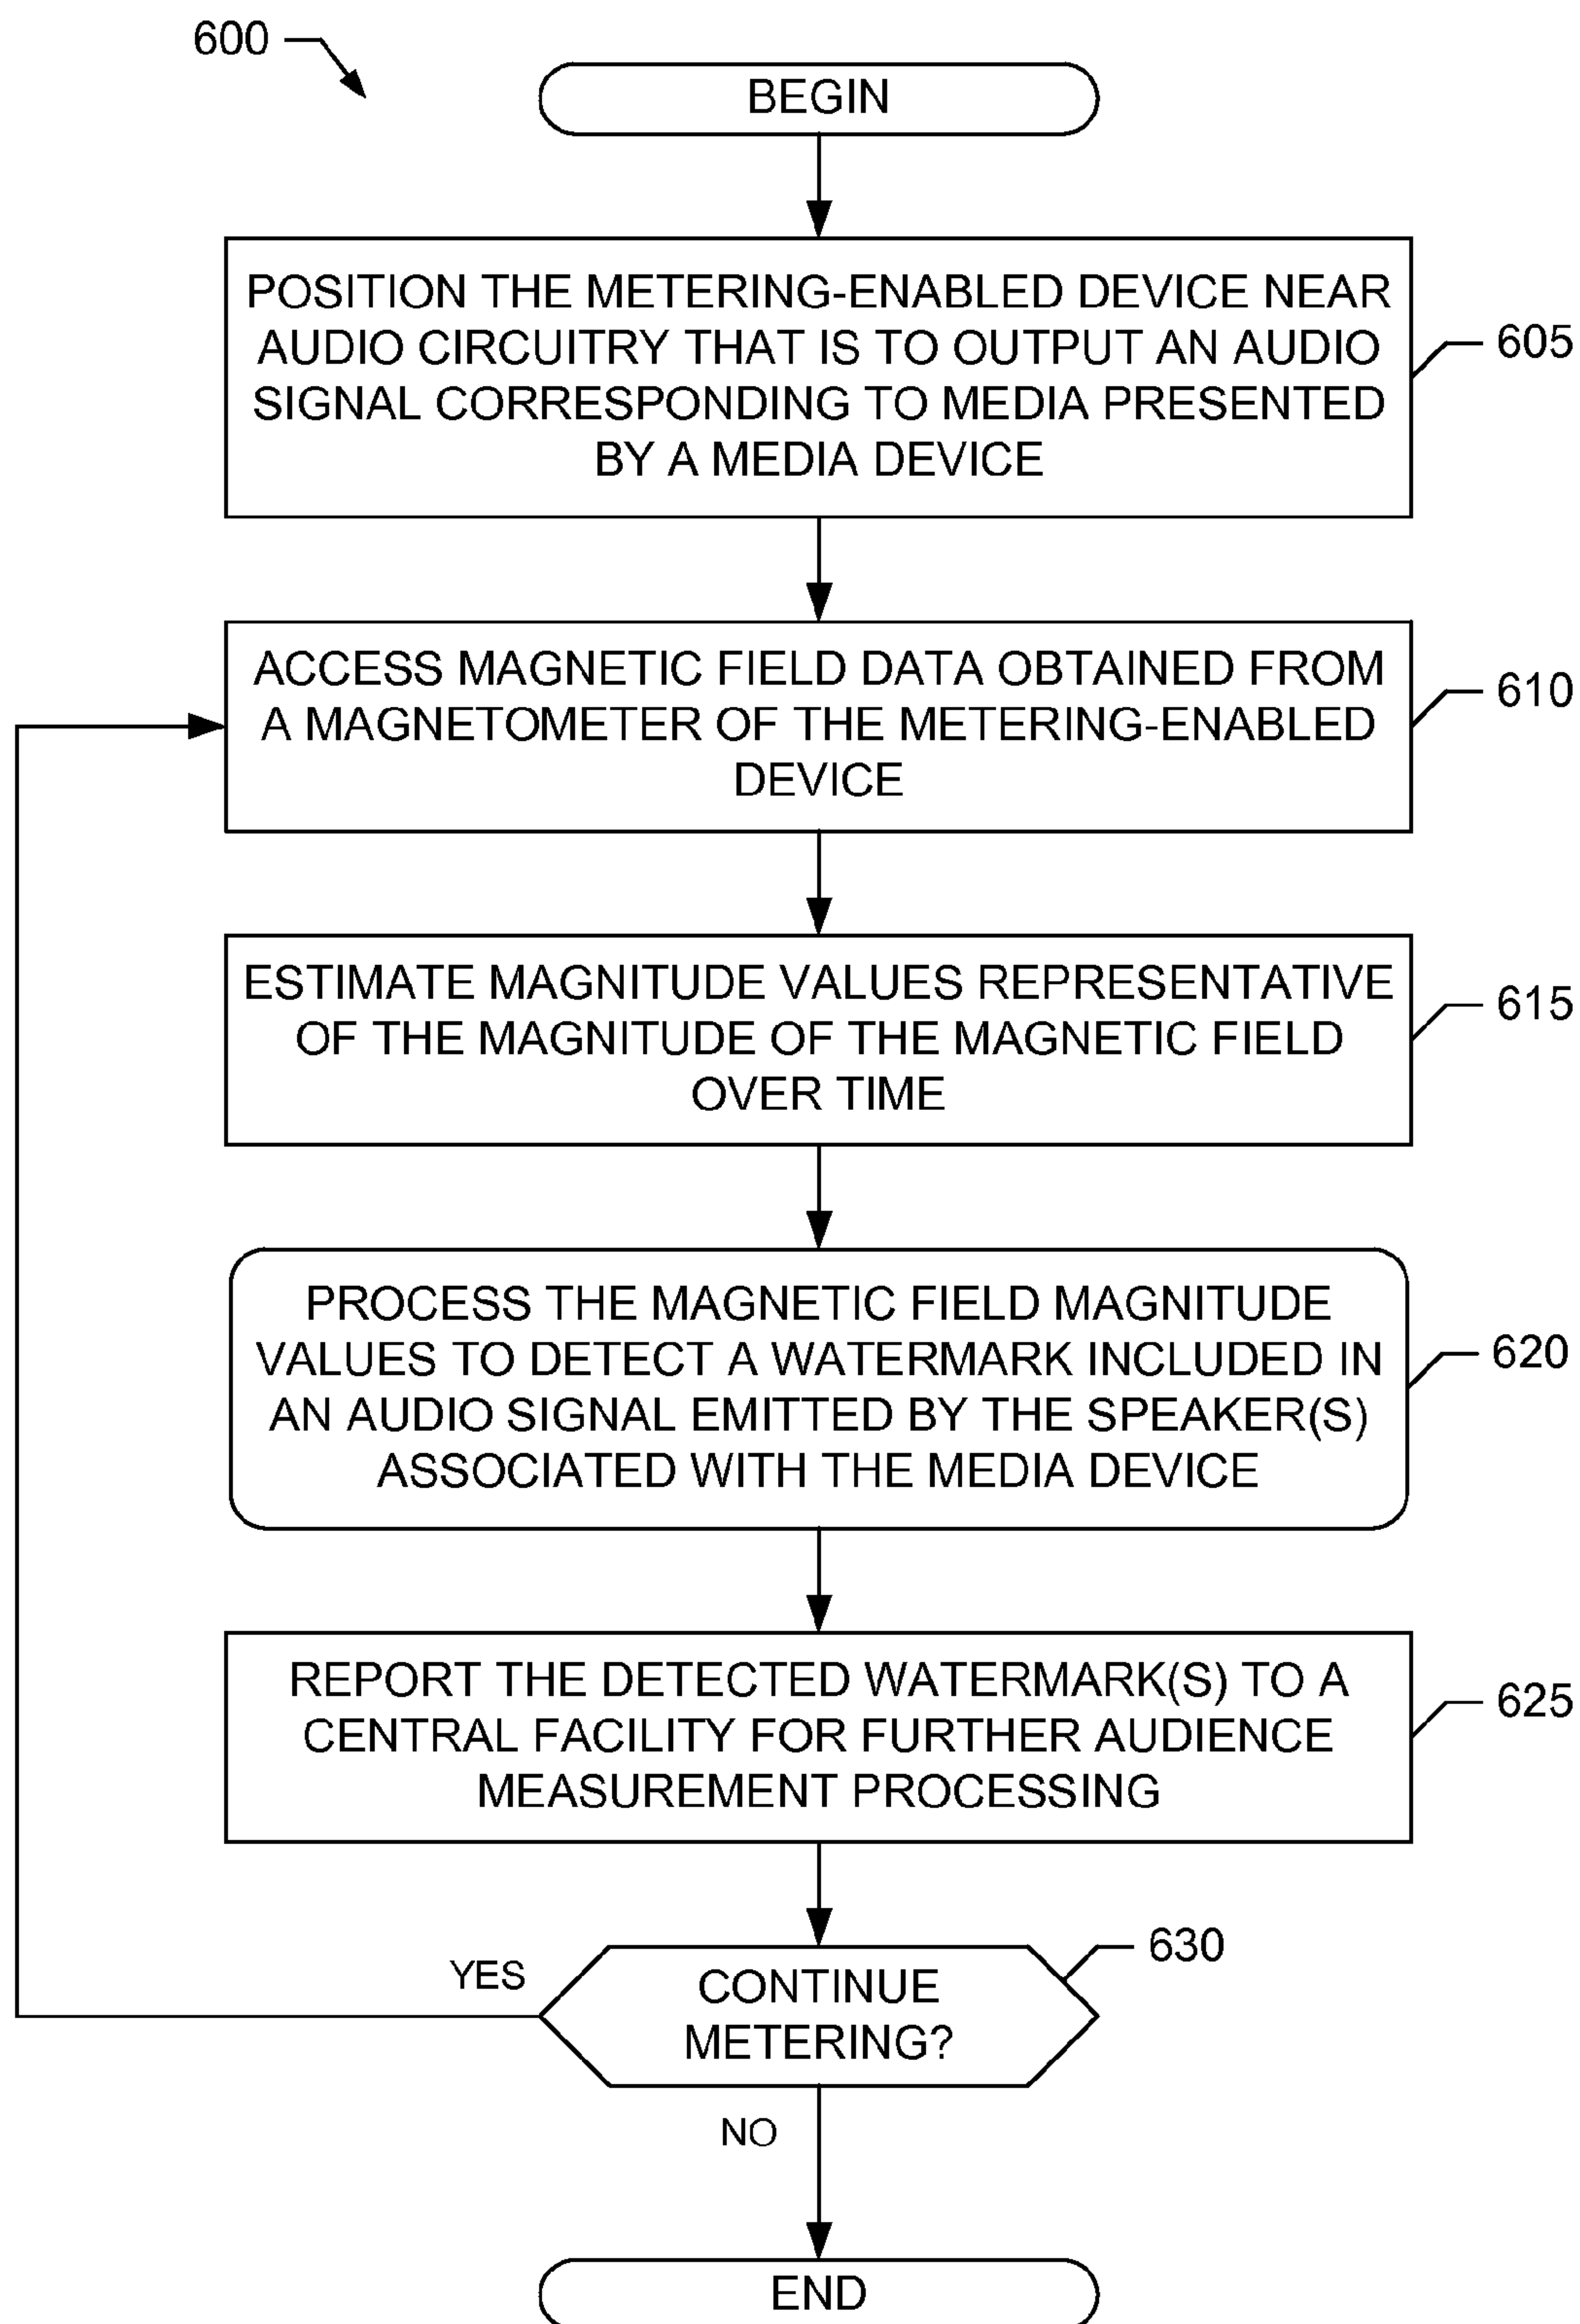 600
BEGIN
POSITION THE METERING-ENABLED DEVICE NEAR
AUDIO CIRCUITRY THAT IS TO OUTPUT AN AUDIO
SIGNAL CORRESPONDING TO MEDIA PRESENTED
BY A MEDIA DEVICE
605
ACCESS MAGNETIC FIELD DATA OBTAINED FROM
A MAGNETOMETER OF THE METERING-ENABLED
DEVICE
610
ESTIMATE MAGNITUDE VALUES REPRESENTATIVE
OF THE MAGNITUDE OF THE MAGNETIC FIELD
OVER TIME
615
PROCESS THE MAGNETIC FIELD MAGNITUDE
VALUES TO DETECT A WATERMARK INCLUDED IN
AN AUDIO SIGNAL EMITTED BY THE SPEAKER(S)
ASSOCIATED WITH THE MEDIA DEVICE
620
REPORT THE DETECTED WATERMARK(S) TO A
CENTRAL FACILITY FOR FURTHER AUDIENCE
MEASUREMENT PROCESSING
625
YES
CONTINUE
METERING?
630
NO
END